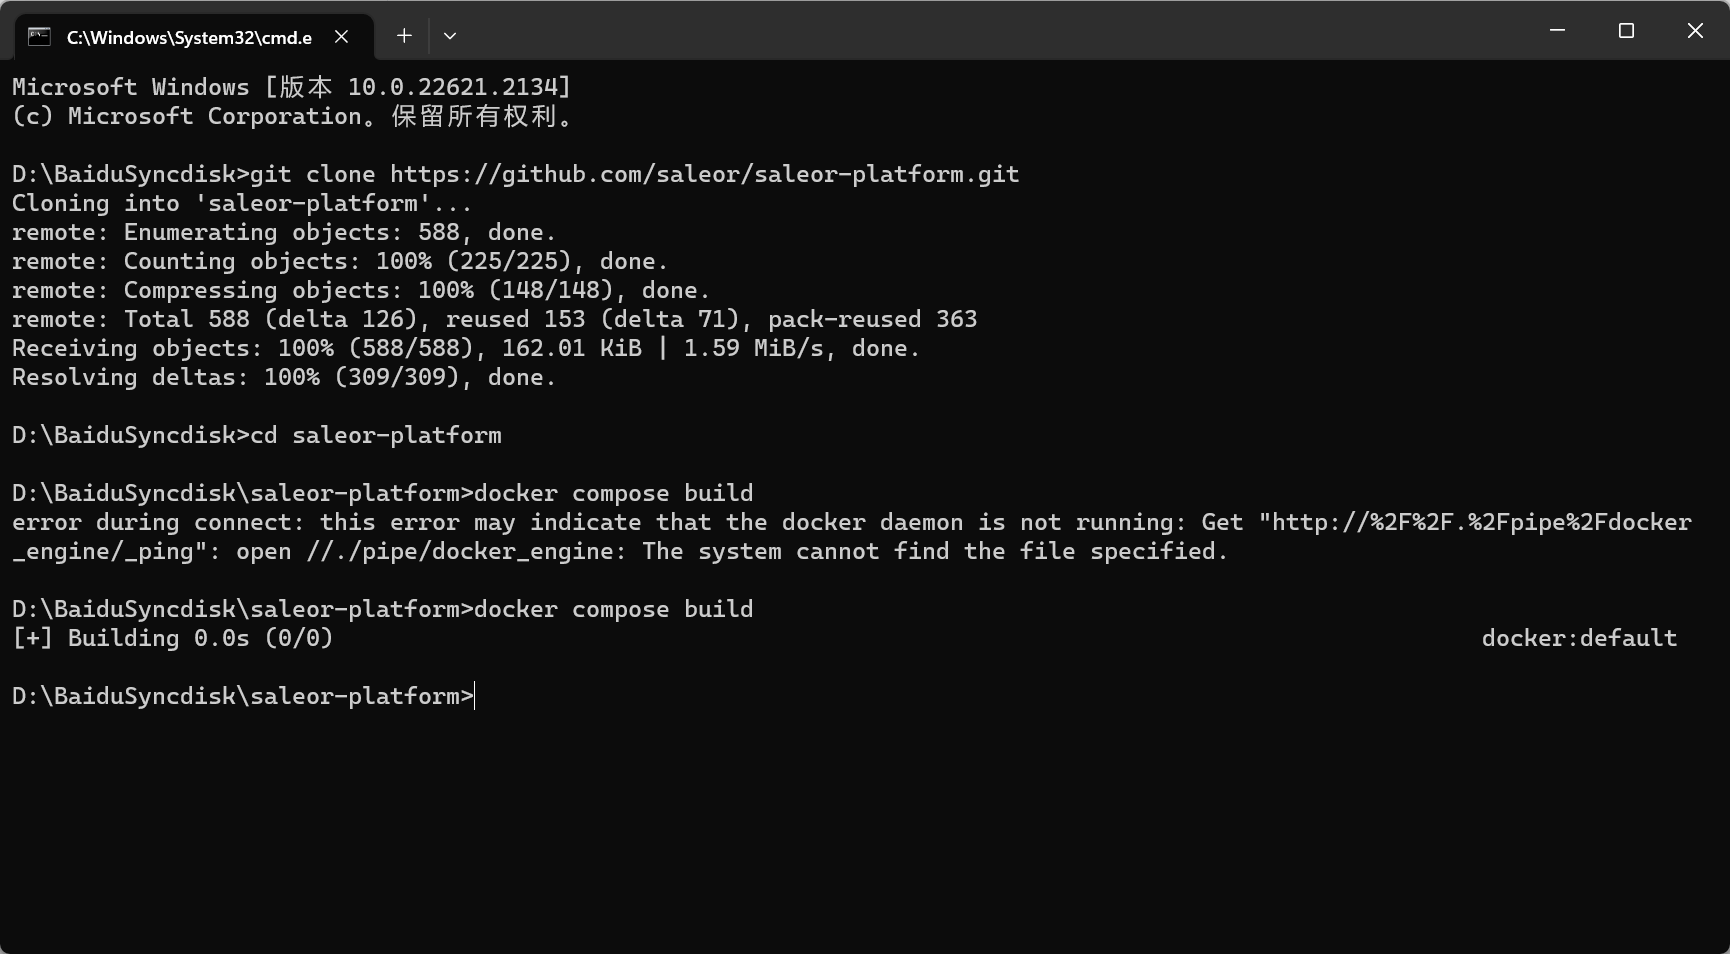 C:\Windows\System32\cmd.e
Microsoft Windows [版本 10.0.22621.2134]
(c) Microsoft Corporation。保留所有权利。
D:\BaiduSyncdisk>git clone https://github.com/saleor/saleor-platform.git
Cloning into 'saleor-platform'...
remote: Enumerating objects: 588, done.
remote: Counting objects: 100% (225/225), done.
remote: Compressing objects: 100% (148/148), done.
remote: Total 588 (delta 126), reused 153 (delta 71), pack-reused 363
Receiving objects: 100% (588/588), 162.01 KiB | 1.59 MiB/s, done.
Resolving deltas: 100% (309/309), done.
D:\BaiduSyncdisk>cd saleor-platform
D:\BaiduSyncdisk\saleor-platform>docker compose build
error during connect: this error may indicate that the docker daemon is not running: Get "http://%2F%2F.%2Fpipe%2Fdocker
_engine/_ping": open //./pipe/docker_engine: The system cannot find the file specified.
D:\BaiduSyncdisk\saleor-platform>docker compose build
[+] Building 0.0s (0/0) docker:default
D:\BaiduSyncdisk\saleor-platform>